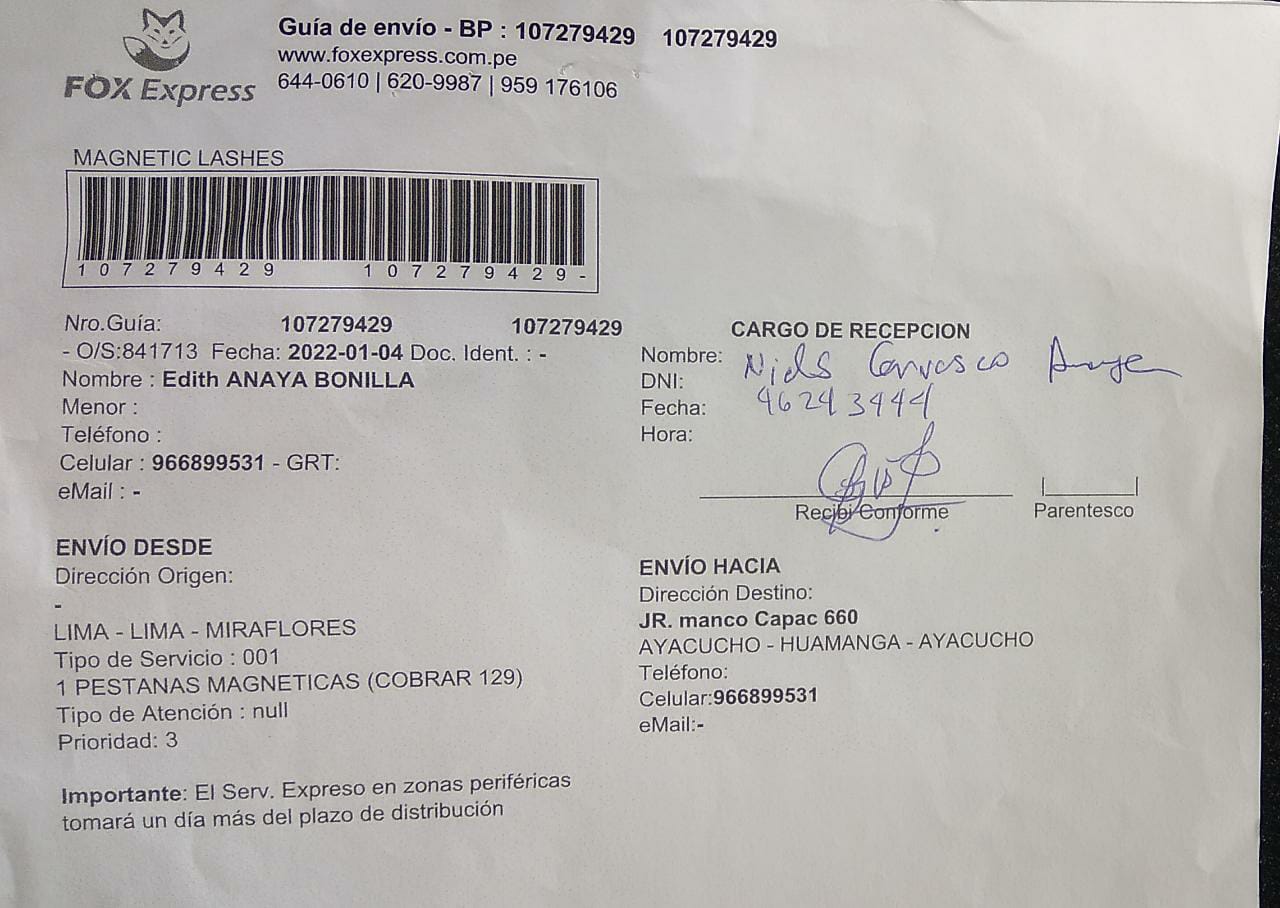 FOX Express
Guía de envío - BP : 107279429 107279429
www.foxexpress.com.pe
644-0610 | 620-9987 | 959 176106
MAGNETIC LASHES
107279429 107279429-
Nro.Guía: 107279429 107279429
- O/S:841713 Fecha: 2022-01-04 Doc. Ident. : -
Nombre : Edith ANAYA BONILLA
Menor :
Teléfono :
Celular : 966899531 - GRT:
eMail : -
CARGO DE RECEPCION
Nombre: Niels Carrasco
DNI: 46243444
Fecha:
Hora:
Recibi Conforme
Parentesco
ENVÍO DESDE
Dirección Origen:
-
LIMA - LIMA - MIRAFLORES
Tipo de Servicio : 001
1 PESTANAS MAGNETICAS (COBRAR 129)
Tipo de Atención : null
Prioridad: 3
ENVÍO HACIA
Dirección Destino:
JR. manco Capac 660
AYACUCHO - HUAMANGA - AYACUCHO
Teléfono:
Celular:966899531
eMail:-
Importante: El Serv. Expreso en zonas periféricas
tomará un día más del plazo de distribución